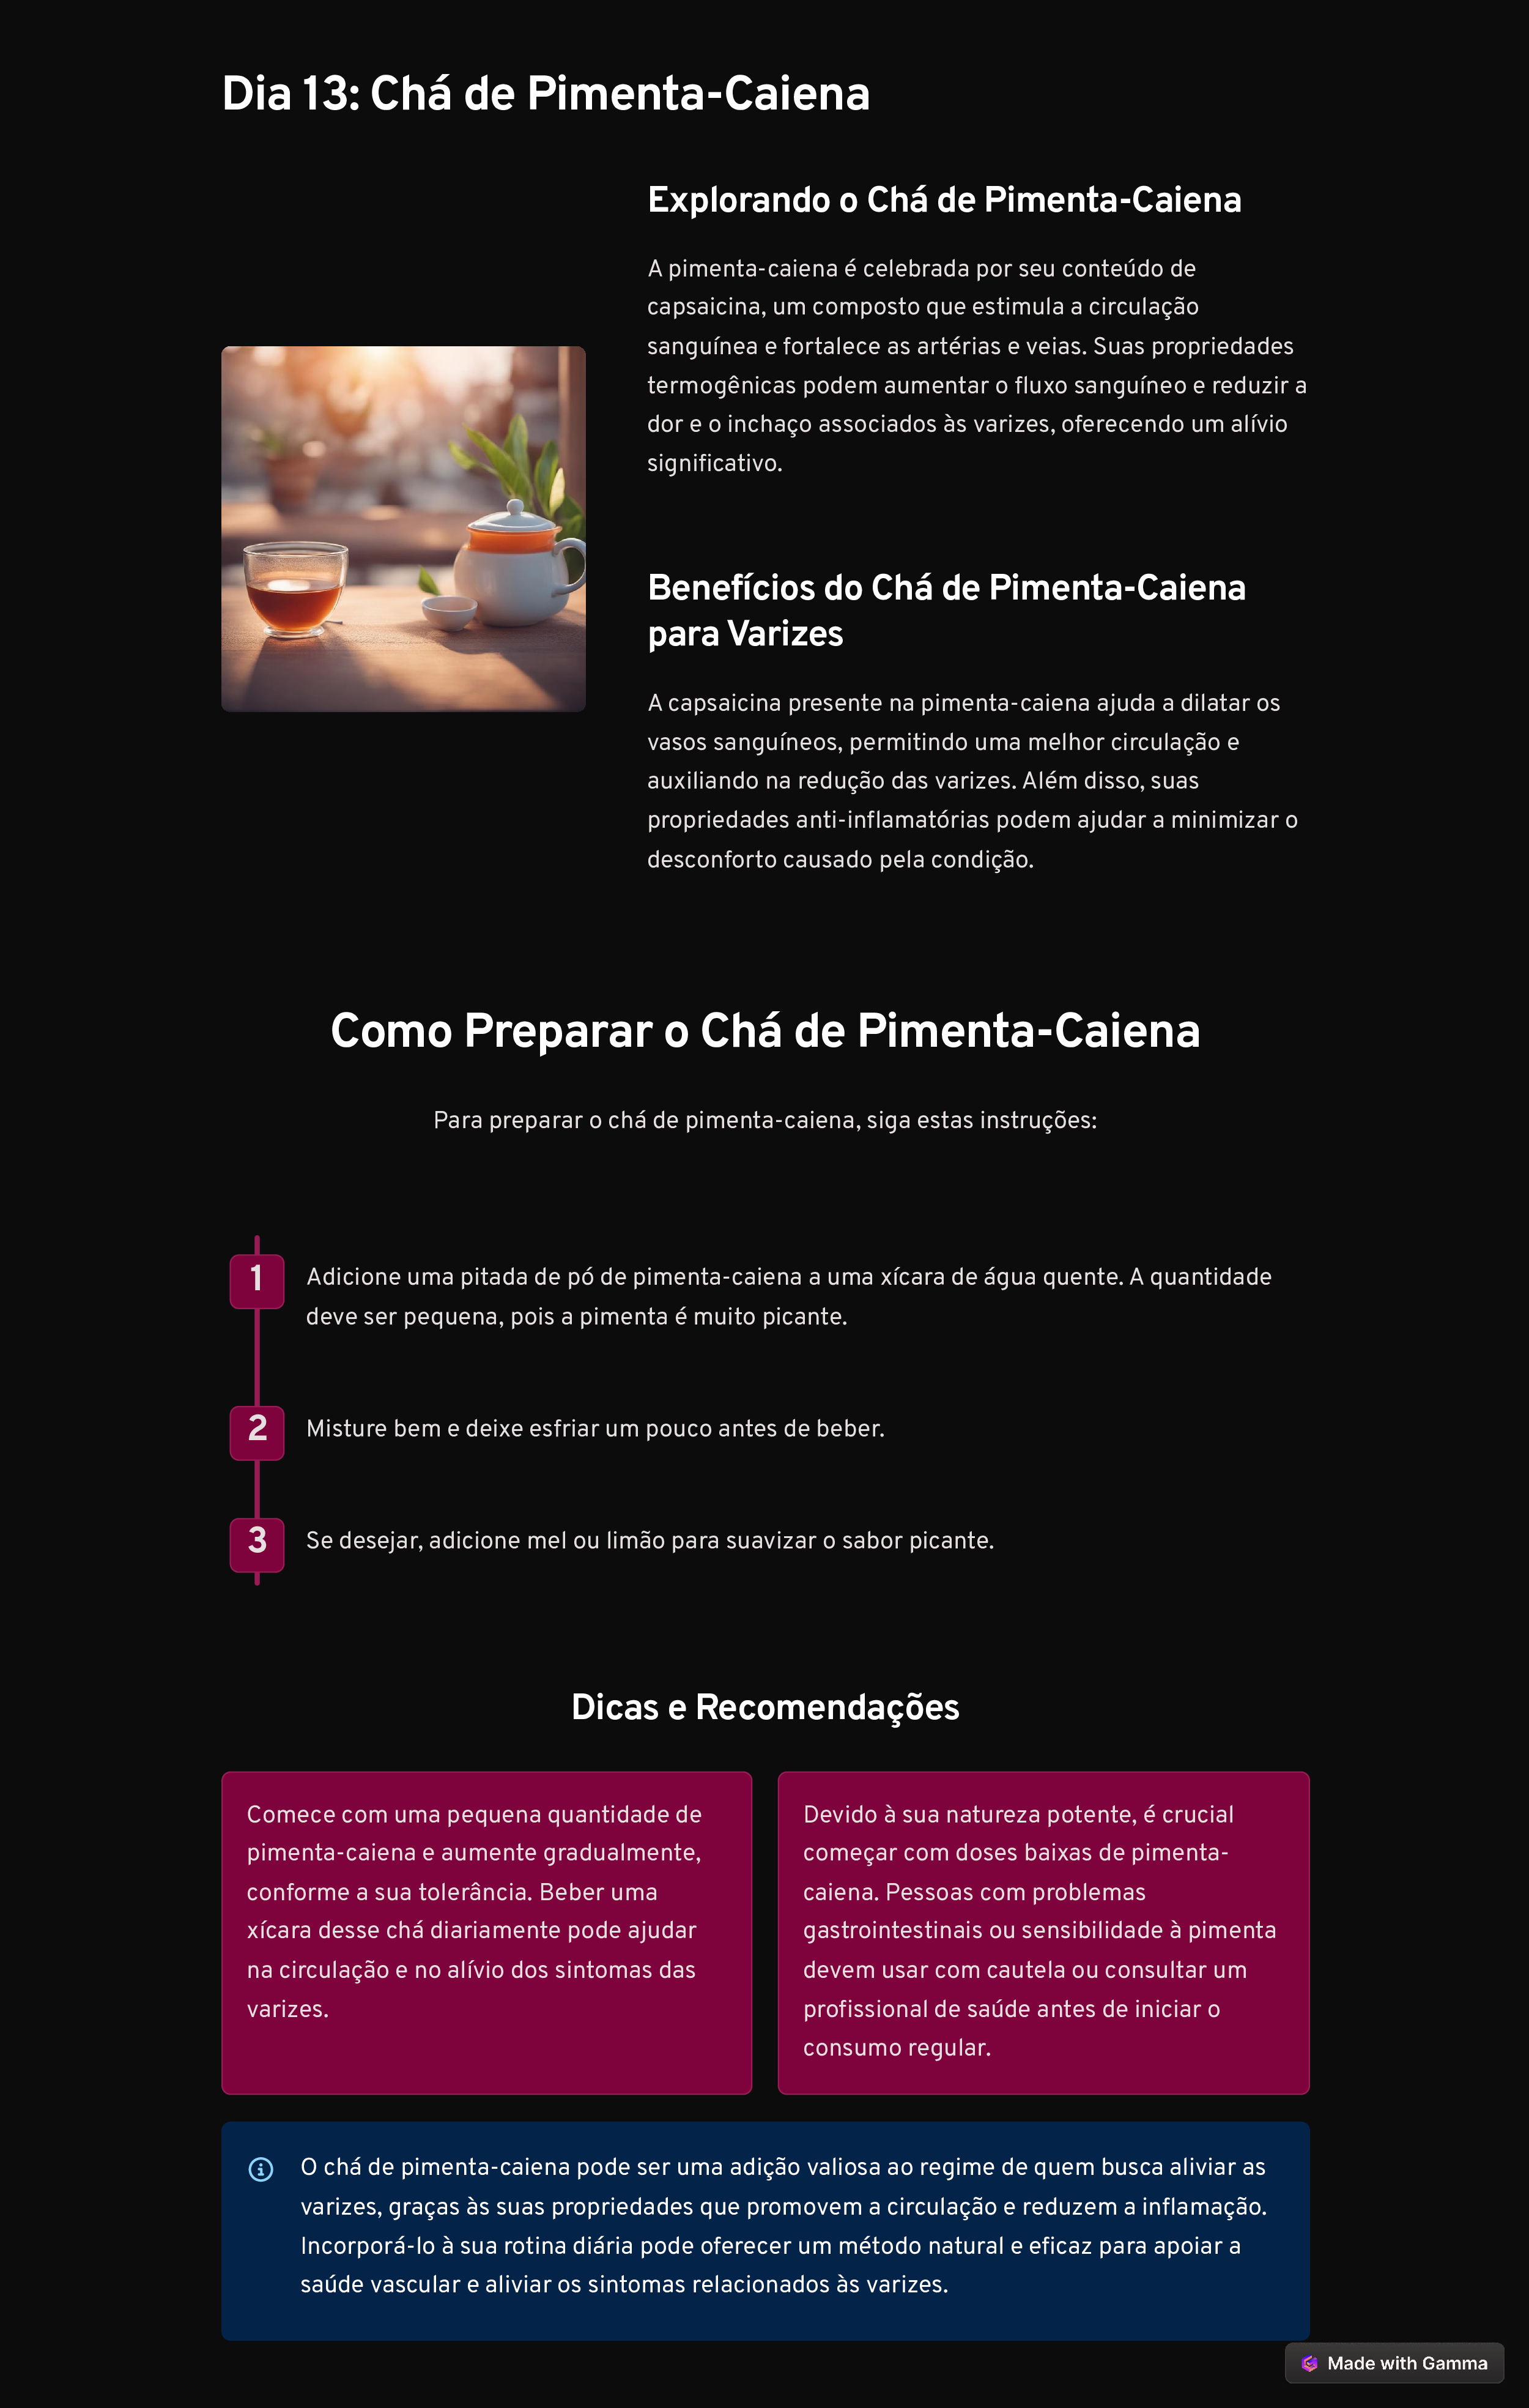 Dia 13: Chá de Pimenta-Caiena
Explorando o Chá de Pimenta-Caiena
A pimenta-caiena é celebrada por seu conteúdo de
capsaicina, um composto que estimula a circulação
sanguínea e fortalece as artérias e veias. Suas propriedades
termogênicas podem aumentar o fluxo sanguíneo e reduzir a
dor e o inchaço associados às varizes, oferecendo um alívio
significativo.
Benefícios do Chá de Pimenta-Caiena
para Varizes
A capsaicina presente na pimenta-caiena ajuda a dilatar os
vasos sanguíneos, permitindo uma melhor circulação e
auxiliando na redução das varizes. Além disso, suas
propriedades anti-inflamatórias podem ajudar a minimizar o
desconforto causado pela condição.
Como Preparar o Chá de Pimenta-Caiena
Para preparar o chá de pimenta-caiena, siga estas instruções:
1
Adicione uma pitada de pó de pimenta-caiena a uma xícara de água quente. A quantidade
deve ser pequena, pois a pimenta é muito picante.
2
Misture bem e deixe esfriar um pouco antes de beber.
3
Se desejar, adicione mel ou limão para suavizar o sabor picante.
Dicas e Recomendações
Comece com uma pequena quantidade de
pimenta-caiena e aumente gradualmente,
conforme a sua tolerância. Beber uma
xícara desse chá diariamente pode ajudar
na circulação e no alívio dos sintomas das
varizes.
Devido à sua natureza potente, é crucial
começar com doses baixas de pimenta-
caiena. Pessoas com problemas
gastrointestinais ou sensibilidade à pimenta
devem usar com cautela ou consultar um
profissional de saúde antes de iniciar o
consumo regular.
O chá de pimenta-caiena pode ser uma adição valiosa ao regime de quem busca aliviar as
varizes, graças às suas propriedades que promovem a circulação e reduzem a inflamação.
Incorporá-lo à sua rotina diária pode oferecer um método natural e eficaz para apoiar a
saúde vascular e aliviar os sintomas relacionados às varizes.
Made with Gamma